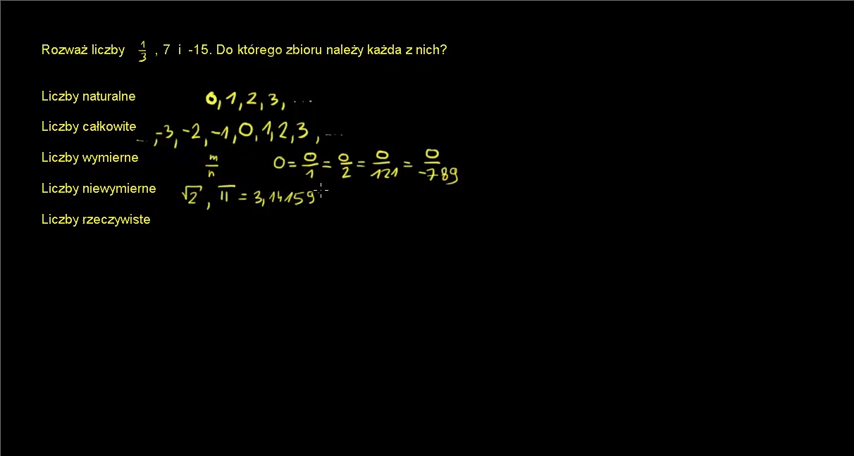 Rozważ liczby 1/3 , 7 i -15. Do którego zbioru należy każda z nich?
Liczby naturalne 0, 1, 2, 3, ...
Liczby całkowite ..., -3, -2, -1, 0, 1, 2, 3, ...
Liczby wymierne m/n 0 = 0/1 = 0/2 = 0/121 = 0/-789
Liczby niewymierne √2, π = 3,14159
Liczby rzeczywiste